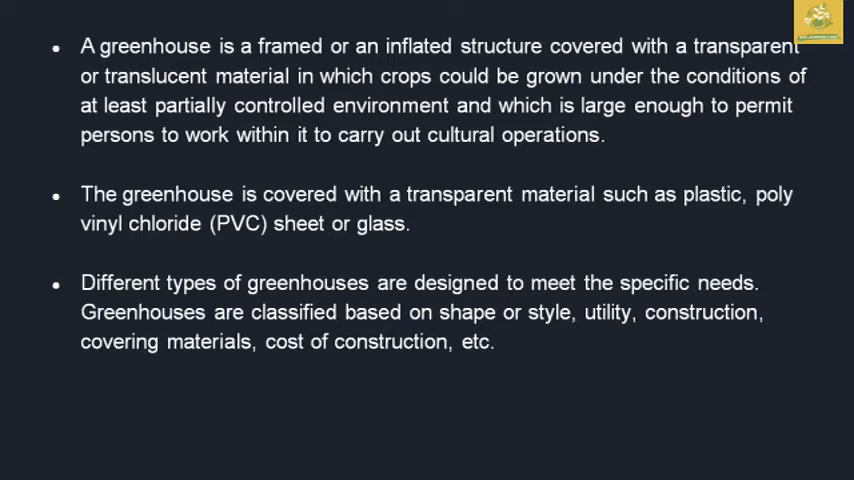 • A greenhouse is a framed or an inflated structure covered with a transparent
or translucent material in which crops could be grown under the conditions of
at least partially controlled environment and which is large enough to permit
persons to work within it to carry out cultural operations.
• The greenhouse is covered with a transparent material such as plastic, poly
vinyl chloride (PVC) sheet or glass.
• Different types of greenhouses are designed to meet the specific needs.
Greenhouses are classified based on shape or style, utility, construction,
covering materials, cost of construction, etc.